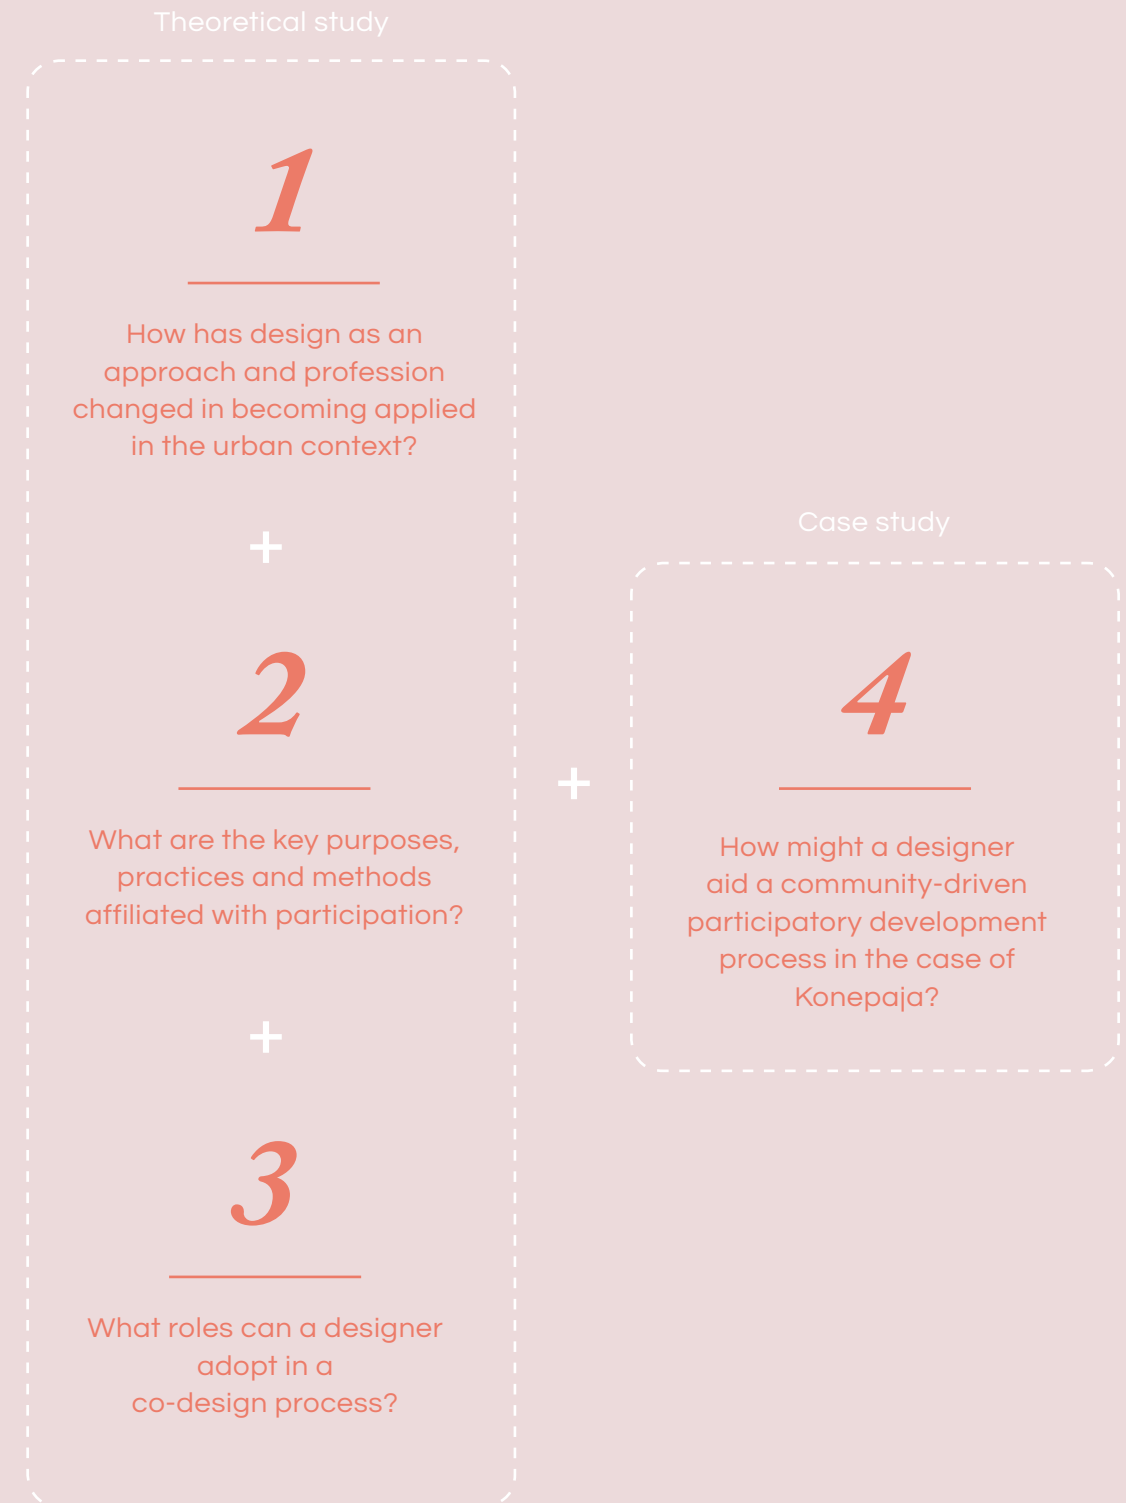 Theoretical study
1
How has design as an
approach and profession
changed in becoming applied
in the urban context?
+
2
What are the key purposes,
practices and methods
affiliated with participation?
+
3
What roles can a designer
adopt in a
co-design process?
+
Case study
4
How might a designer
aid a community-driven
participatory development
process in the case of
Konepaja?